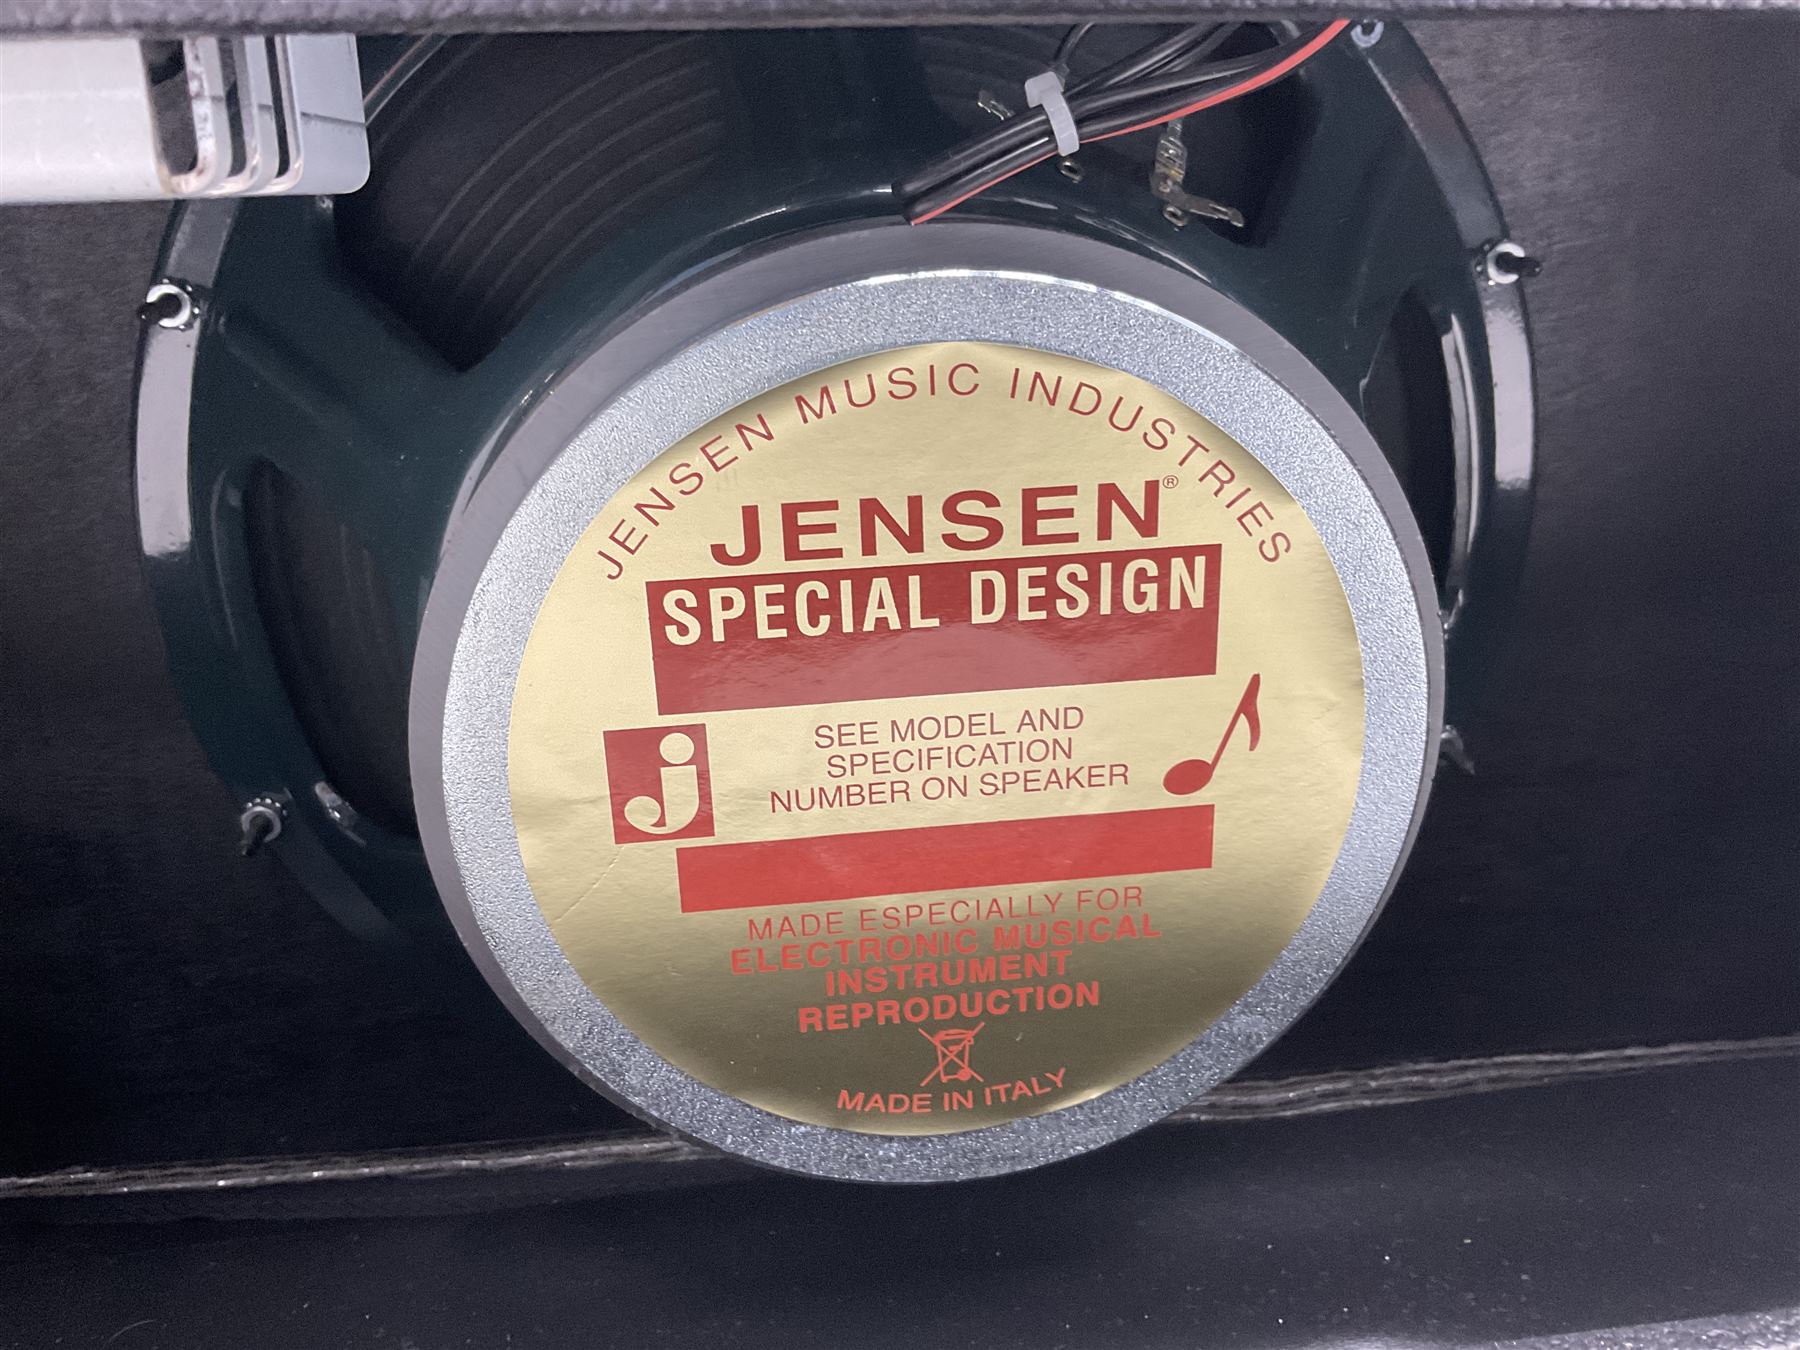 JENSEN MUSIC INDUSTRIES
JENSEN®
SPECIAL DESIGN
j
SEE MODEL AND
SPECIFICATION
NUMBER ON SPEAKER
MADE ESPECIALLY FOR
ELECTRONIC MUSICAL
INSTRUMENT
REPRODUCTION
MADE IN ITALY